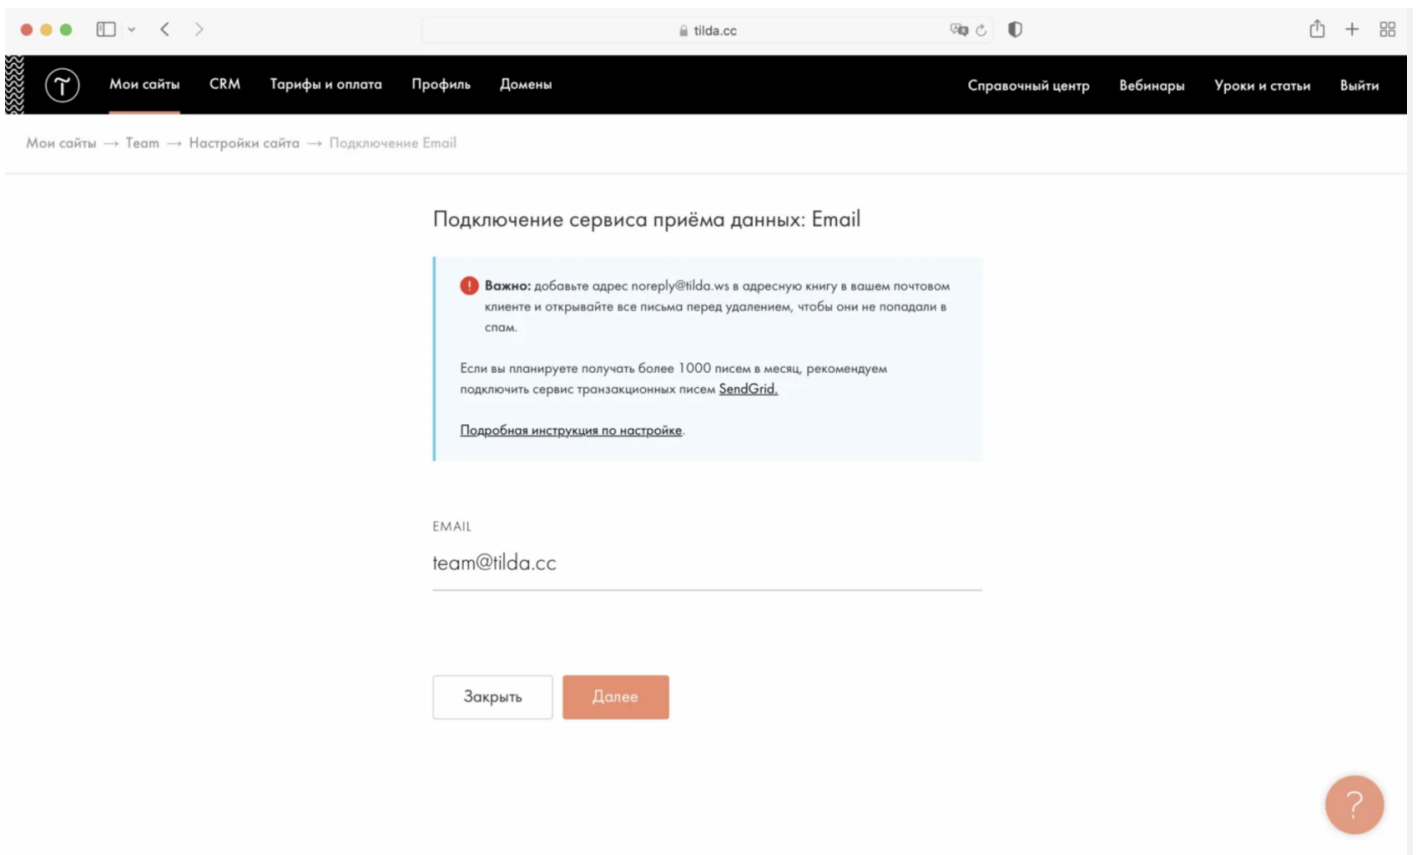 tilda.cc
Мои сайты CRM Тарифы и оплата Профиль Домены Справочный центр Вебинары Уроки и статьи Выйти
Мои сайты → Team → Настройки сайта → Подключение Email
Подключение сервиса приёма данных: Email
! Важно: добавьте адрес noreply@tilda.ws в адресную книгу в вашем почтовом
клиенте и открывайте все письма перед удалением, чтобы они не попадали в
спам.
Если вы планируете получать более 1000 писем в месяц, рекомендуем
подключить сервис транзакционных писем SendGrid.
Подробная инструкция по настройке.
EMAIL
team@tilda.cc
Закрыть Далее
?